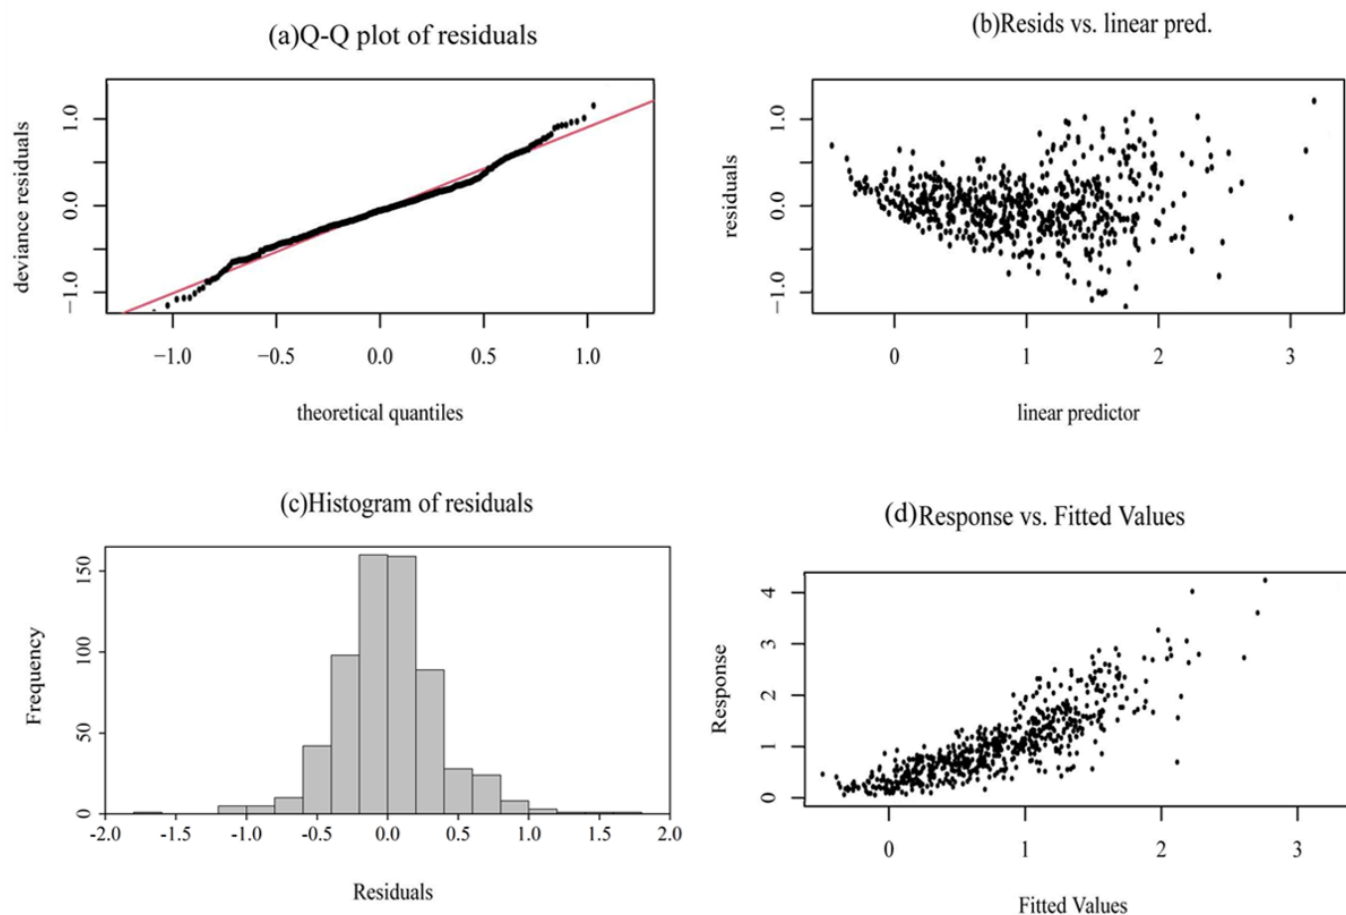 (a)Q-Q plot of residuals
deviance residuals
1.0
0.0
−1.0
−1.0 −0.5 0.0 0.5 1.0
theoretical quantiles
(b)Resids vs. linear pred.
residuals
1.0
0.0
−1.0
0 1 2 3
linear predictor
(c)Histogram of residuals
Frequency
150
100
50
0
-2.0 -1.5 -1.0 -0.5 0.0 0.5 1.0 1.5 2.0
Residuals
(d)Response vs. Fitted Values
Response
4
3
2
1
0
0 1 2 3
Fitted Values